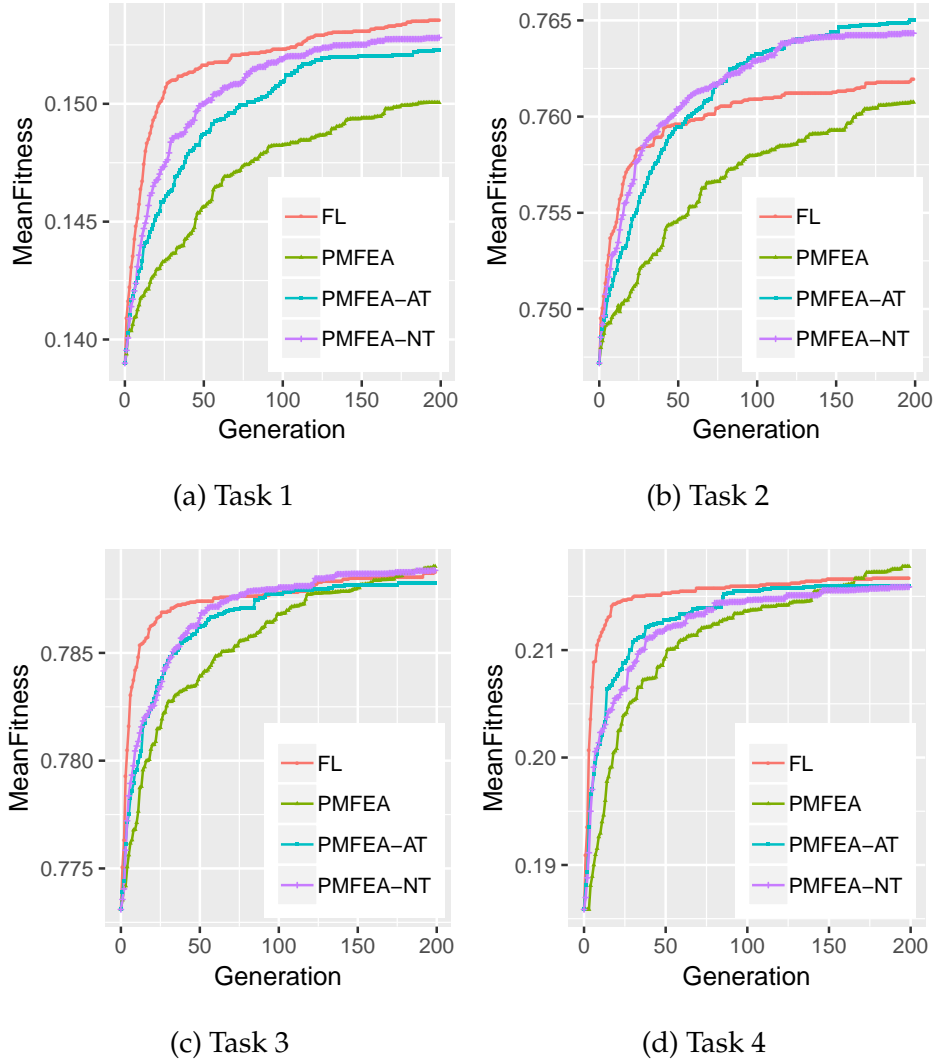 MeanFitness
0.150
0.145
0.140
FL
PMFEA
PMFEA−AT
PMFEA−NT
0 50 100 150 200
Generation
(a) Task 1
MeanFitness
0.765
0.760
0.755
0.750
FL
PMFEA
PMFEA−AT
PMFEA−NT
0 50 100 150 200
Generation
(b) Task 2
MeanFitness
0.785
0.780
0.775
FL
PMFEA
PMFEA−AT
PMFEA−NT
0 50 100 150 200
Generation
(c) Task 3
MeanFitness
0.21
0.20
0.19
FL
PMFEA
PMFEA−AT
PMFEA−NT
0 50 100 150 200
Generation
(d) Task 4